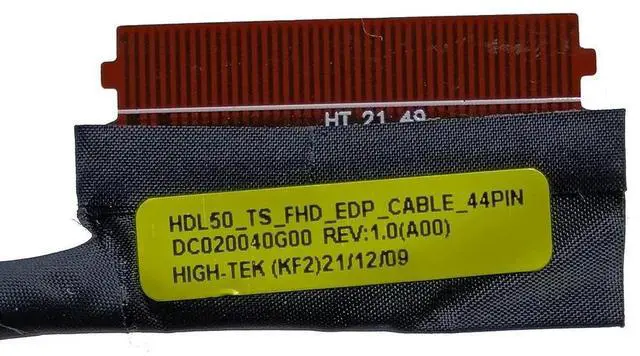 HT 21 49
HDL50_TS_FHD_EDP_CABLE_44PIN
DC020040G00 REV:1.0(A00)
HIGH-TEK (KF2)21/12/09